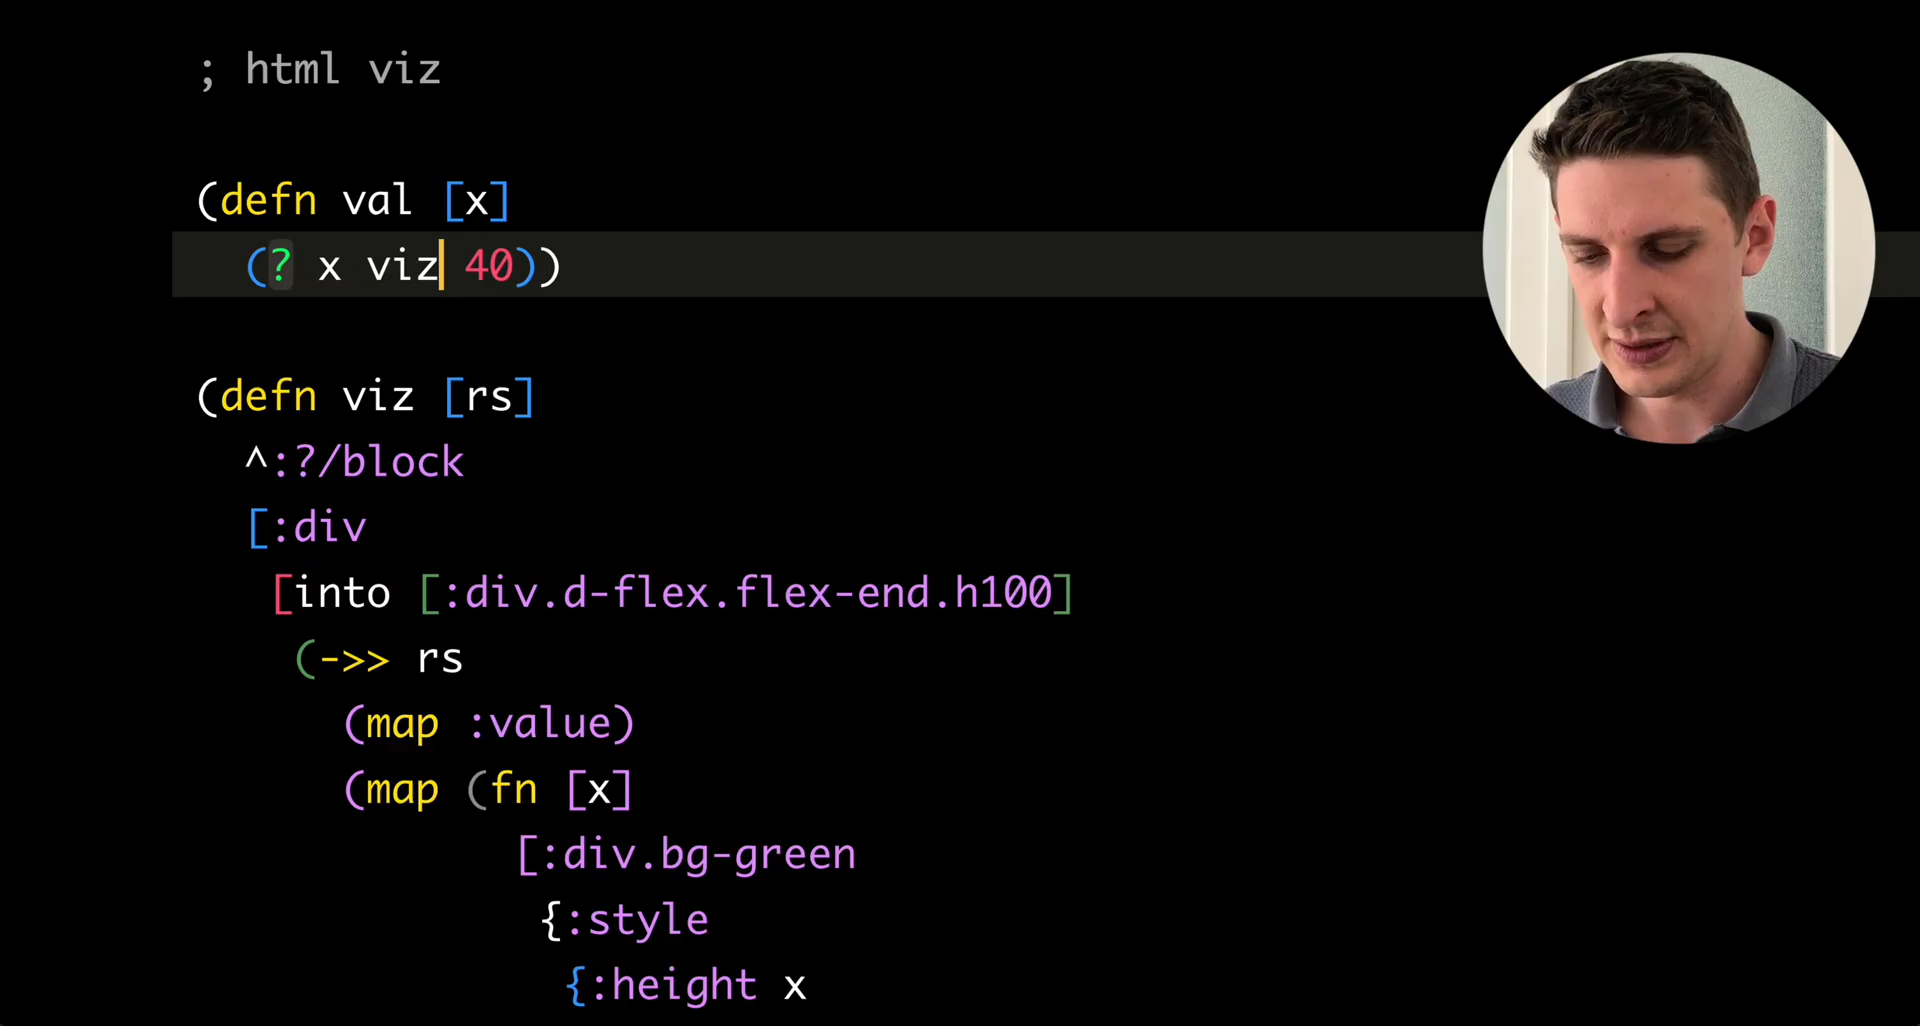 ; html viz
(defn val [x]
(? x viz 40))
(defn viz [rs]
^:?/block
[:div
[into [:div.d-flex.flex-end.h100]
(->> rs
(map :value)
(map (fn [x]
[:div.bg-green
{:style
{:height x